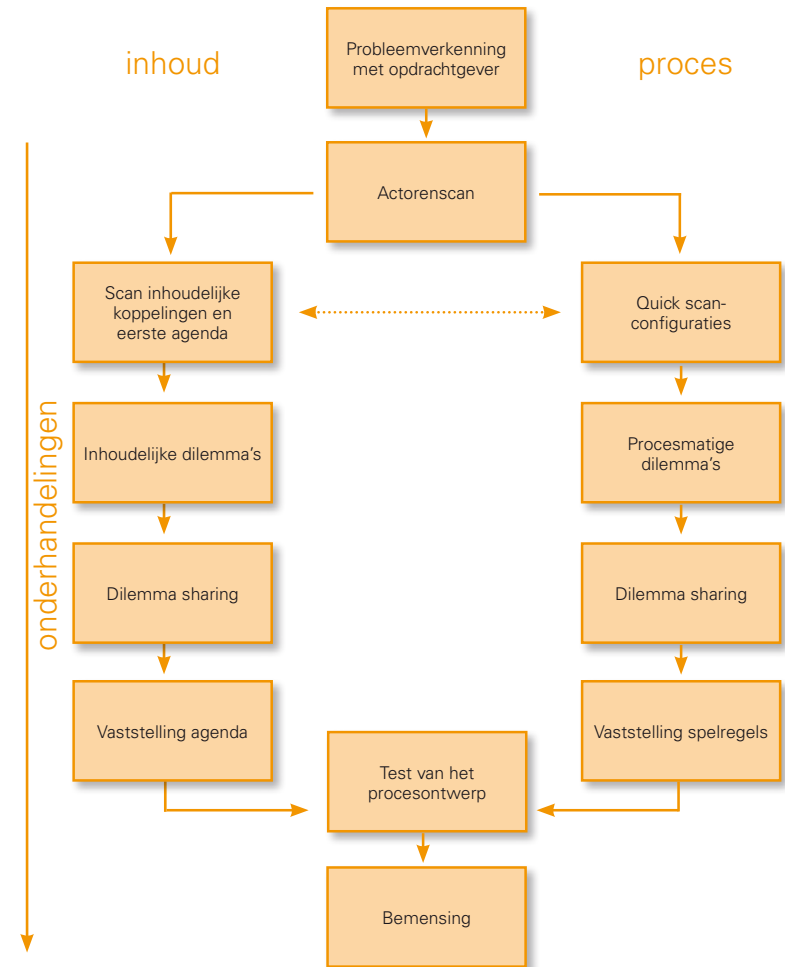 inhoud
Probleemverkenning
met opdrachtgever
proces
Actorenscan
Scan inhoudelijke
koppelingen en
eerste agenda
Quick scan-
configuraties
onderhandelingen
Inhoudelijke dilemma's
Procesmatige
dilemma's
Dilemma sharing
Dilemma sharing
Vaststelling agenda
Vaststelling spelregels
Test van het
procesontwerp
Bemensing